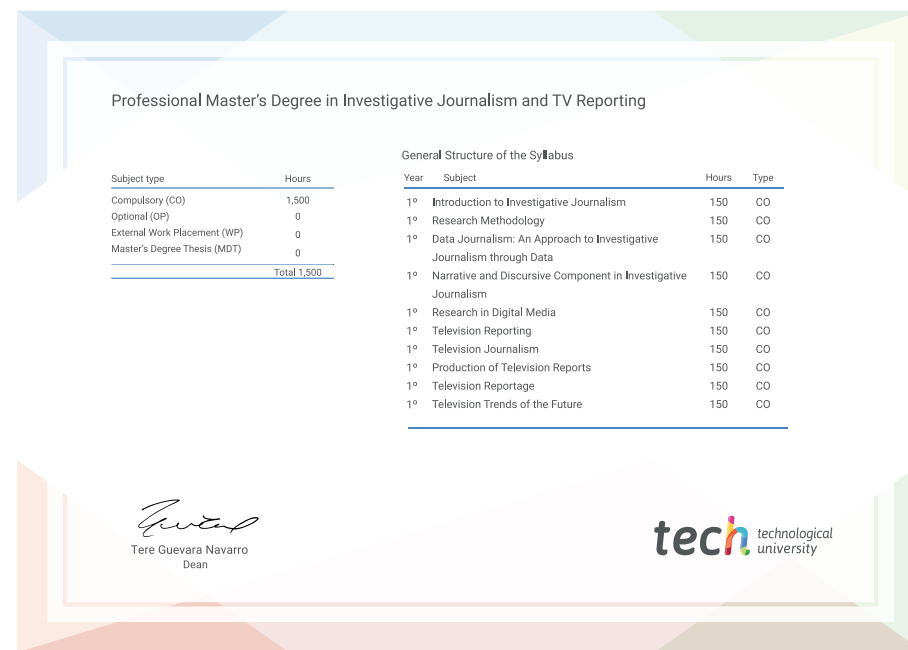 Professional Master's Degree in Investigative Journalism and TV Reporting
Subject type Hours
Compulsory (CO) 1,500
Optional (OP) 0
External Work Placement (WP) 0
Master's Degree Thesis (MDT) 0
Total 1,500
General Structure of the Syllabus
Year Subject Hours Type
1º Introduction to Investigative Journalism 150 CO
1º Research Methodology 150 CO
1º Data Journalism: An Approach to Investigative 150 CO
Journalism through Data
1º Narrative and Discursive Component in Investigative 150 CO
Journalism
1º Research in Digital Media 150 CO
1º Television Reporting 150 CO
1º Television Journalism 150 CO
1º Production of Television Reports 150 CO
1º Television Reportage 150 CO
1º Television Trends of the Future 150 CO
Tere Guevara Navarro
Dean
tech technological
university